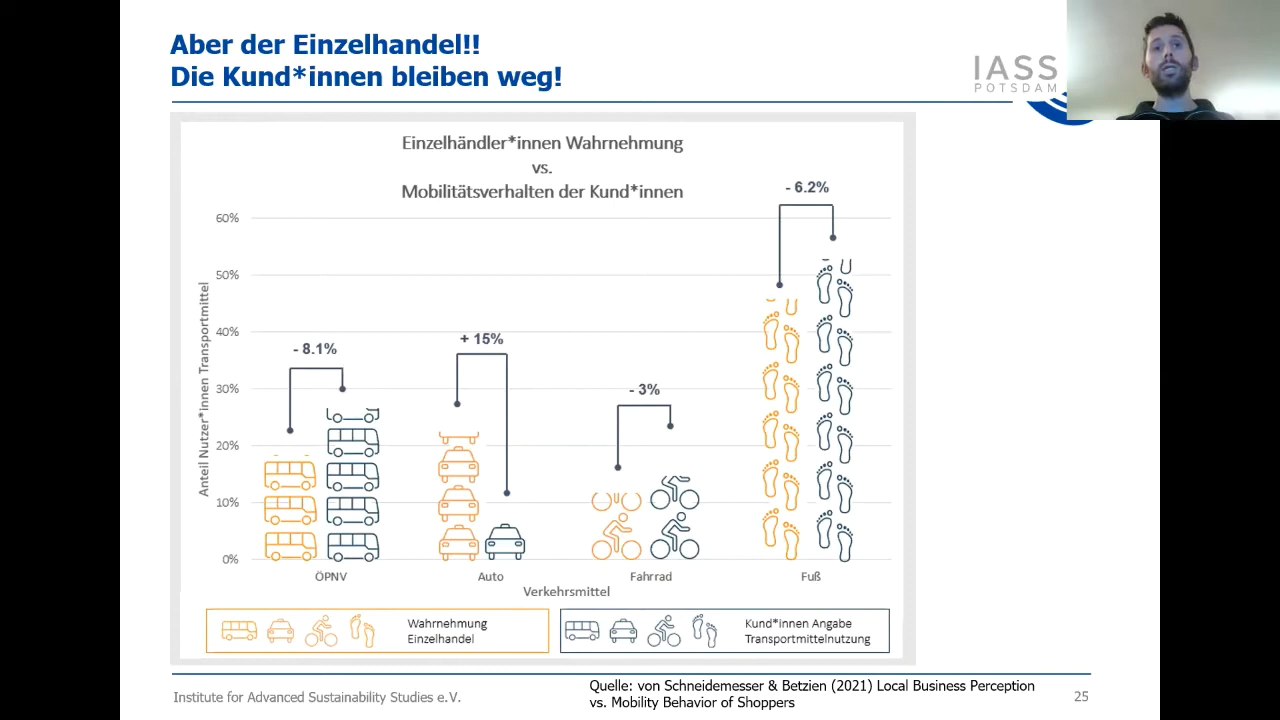 Aber der Einzelhandel!!
Die Kund*innen bleiben weg!
IASS
POTSDAM
Einzelhändler*innen Wahrnehmung
vs.
Mobilitätsverhalten der Kund*innen
- 6.2%
60%
50%
40%
30%
20%
10%
0%
Anteil Nutzer*innen Transportmittel
- 8.1%
+ 15%
- 3%
ÖPNV
Auto
Fahrrad
Fuß
Verkehrsmittel
Wahrnehmung
Einzelhandel
Kund*innen Angabe
Transportmittelnutzung
Institute for Advanced Sustainability Studies e.V.
Quelle: von Schneidemesser & Betzien (2021) Local Business Perception
vs. Mobility Behavior of Shoppers
25